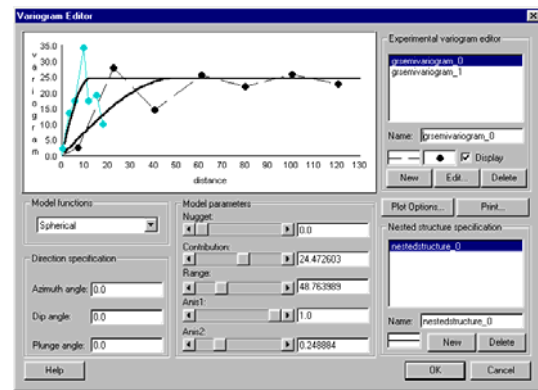 Variogram Editor
variogram
35.0
30.0
25.0
20.0
15.0
10.0
5.0
0.0
0 10 20 30 40 50 60 70 80 90 100 110 120 130
distance
Model functions
Spherical
Direction specification
Azimuth angle: 0.0
Dip angle: 0.0
Plunge angle: 0.0
Model parameters
Nugget:
0.0
Contribution:
24.472603
Range:
48.763989
Anis1:
1.0
Anis2:
0.248884
Experimental variogram editor
grsemivariogram_0
grsemivariogram_1
Name: grsemivariogram_0
Display
New Edit... Delete
Plot Options... Print...
Nested structure specification
nestedstructure_0
Name: nestedstructure_0
New Delete
Help OK Cancel